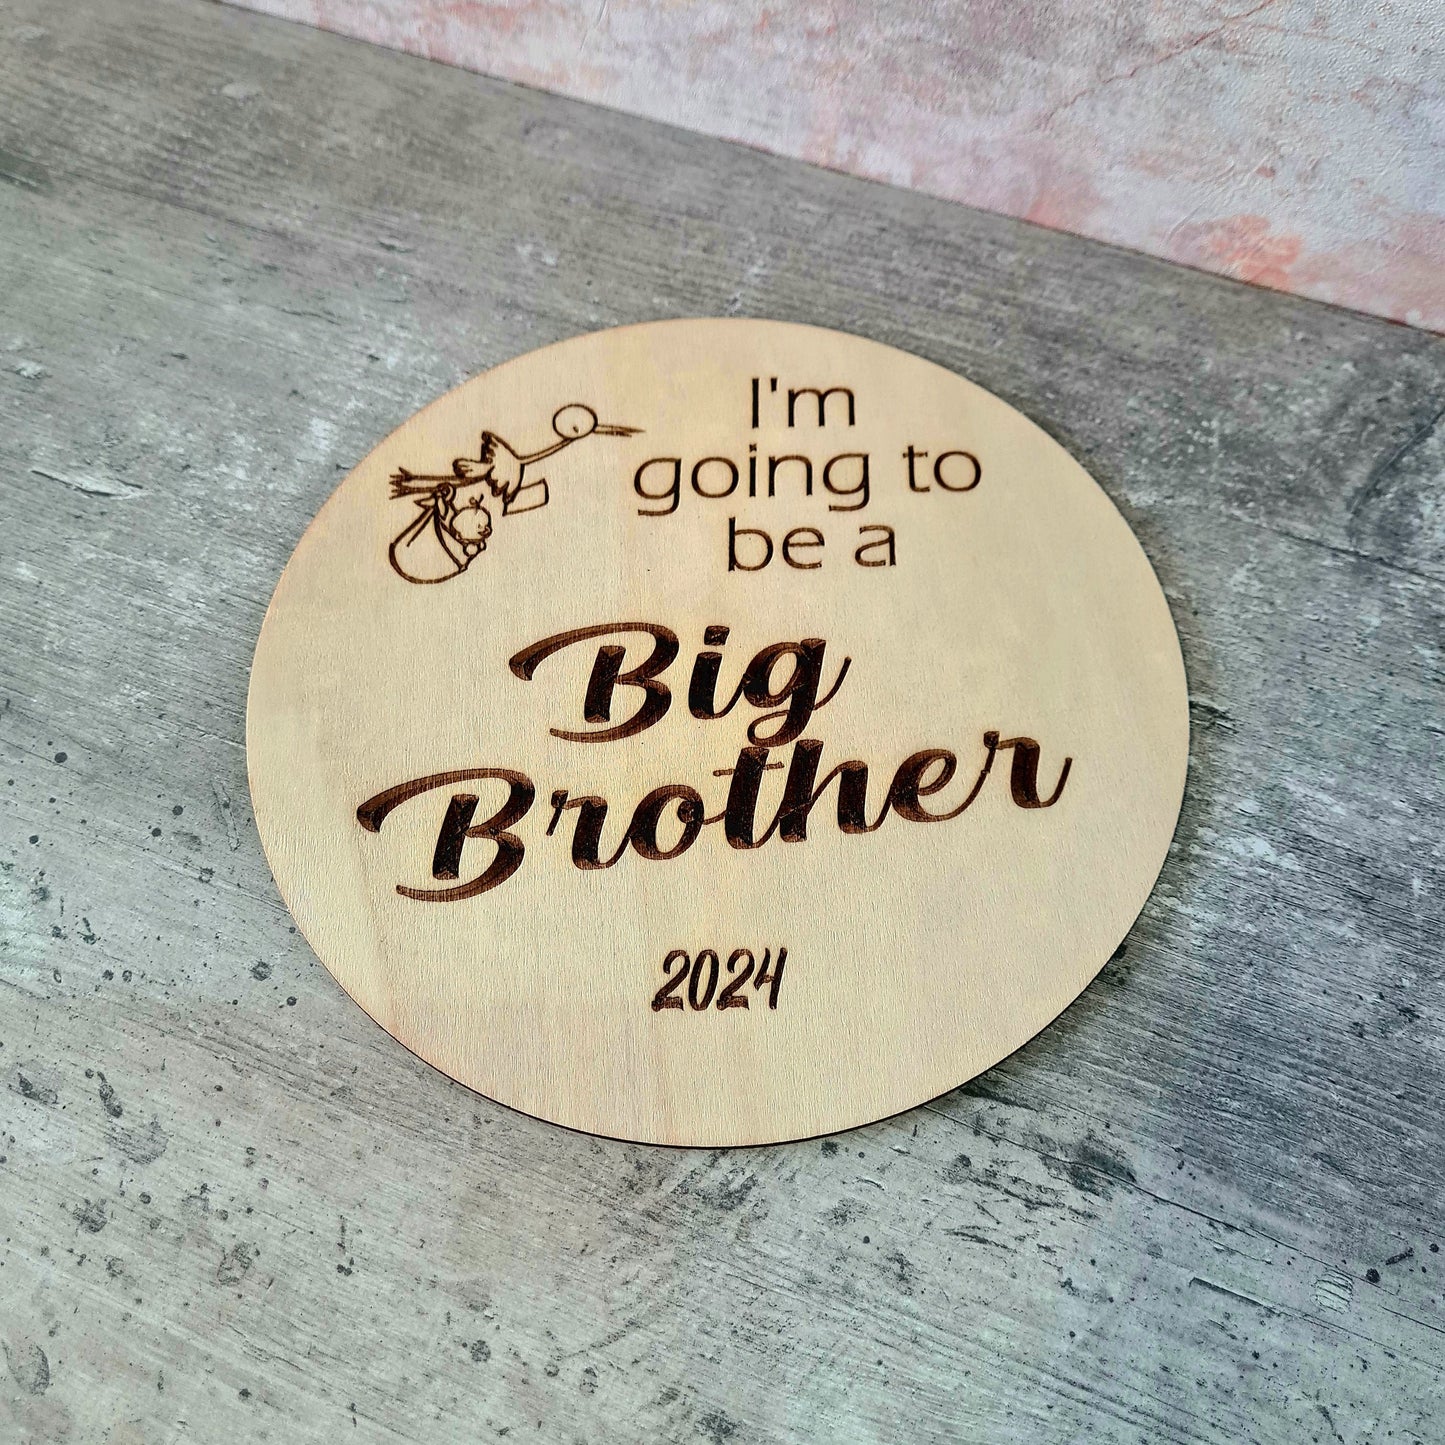 I'm
going to
be a
Big
Brother
2024